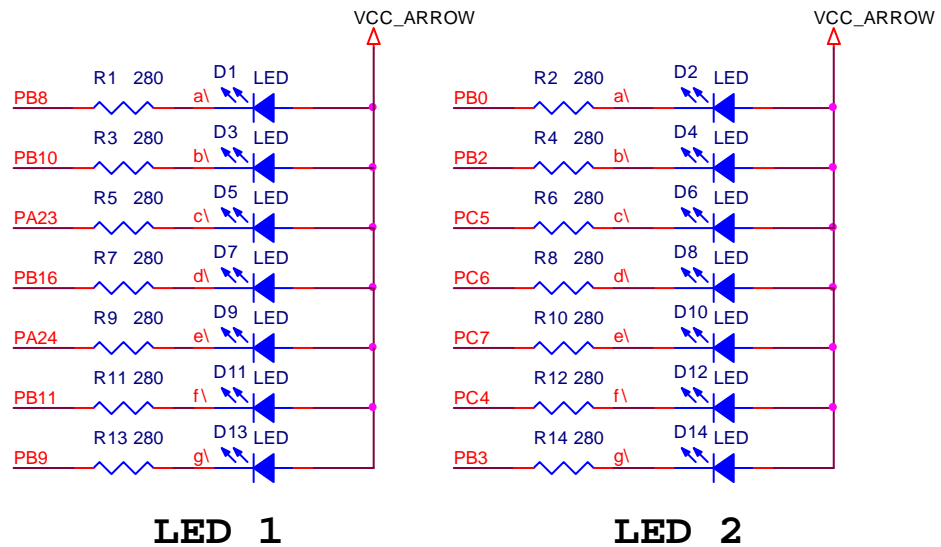 VCC_ARROW
R1 280 D1 LED
PB8 a\
R3 280 D3 LED
PB10 b\
R5 280 D5 LED
PA23 c\
R7 280 D7 LED
PB16 d\
R9 280 D9 LED
PA24 e\
R11 280 D11 LED
PB11 f\
R13 280 D13 LED
PB9 g\
LED 1
VCC_ARROW
R2 280 D2 LED
PB0 a\
R4 280 D4 LED
PB2 b\
R6 280 D6 LED
PC5 c\
R8 280 D8 LED
PC6 d\
R10 280 D10 LED
PC7 e\
R12 280 D12 LED
PC4 f\
R14 280 D14 LED
PB3 g\
LED 2